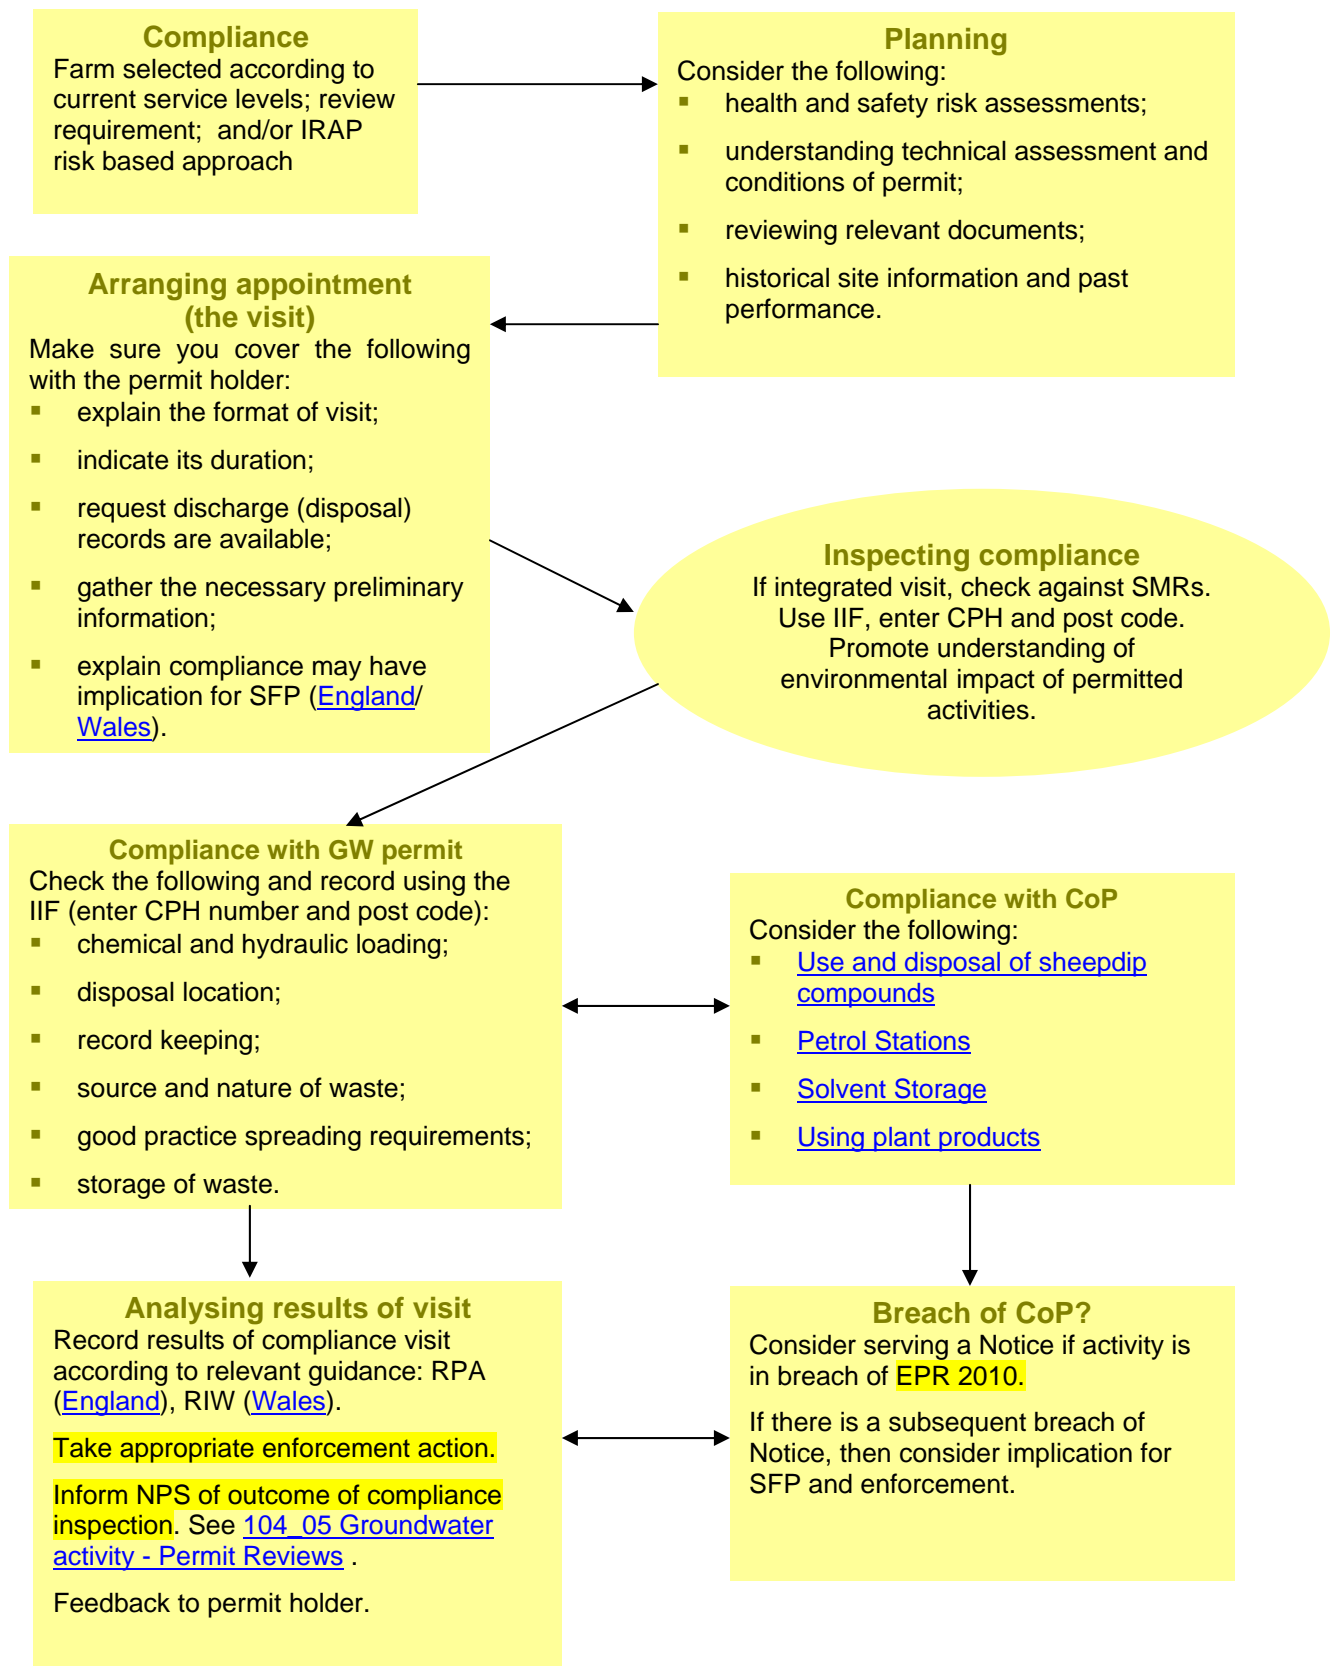 Compliance
Farm selected according to
current service levels; review
requirement;  and/or IRAP
risk based approach
Planning
Consider the following:
▪ health and safety risk assessments;
▪ understanding technical assessment and
conditions of permit;
▪ reviewing relevant documents;
▪ historical site information and past
performance.
Arranging appointment
(the visit)
Make sure you cover the following
with the permit holder:
▪ explain the format of visit;
▪ indicate its duration;
▪ request discharge (disposal)
records are available;
▪ gather the necessary preliminary
information;
▪ explain compliance may have
implication for SFP (England/
Wales).
Inspecting compliance
If integrated visit, check against SMRs.
Use IIF, enter CPH and post code.
Promote understanding of
environmental impact of permitted
activities.
Compliance with GW permit
Check the following and record using the
IIF (enter CPH number and post code):
▪ chemical and hydraulic loading;
▪ disposal location;
▪ record keeping;
▪ source and nature of waste;
▪ good practice spreading requirements;
▪ storage of waste.
Compliance with CoP
Consider the following:
▪ Use and disposal of sheepdip
compounds
▪ Petrol Stations
▪ Solvent Storage
▪ Using plant products
Analysing results of visit
Record results of compliance visit
according to relevant guidance: RPA
(England), RIW (Wales).
Take appropriate enforcement action.
Inform NPS of outcome of compliance
inspection. See 104_05 Groundwater
activity - Permit Reviews .
Feedback to permit holder.
Breach of CoP?
Consider serving a Notice if activity is
in breach of EPR 2010.
If there is a subsequent breach of
Notice, then consider implication for
SFP and enforcement.